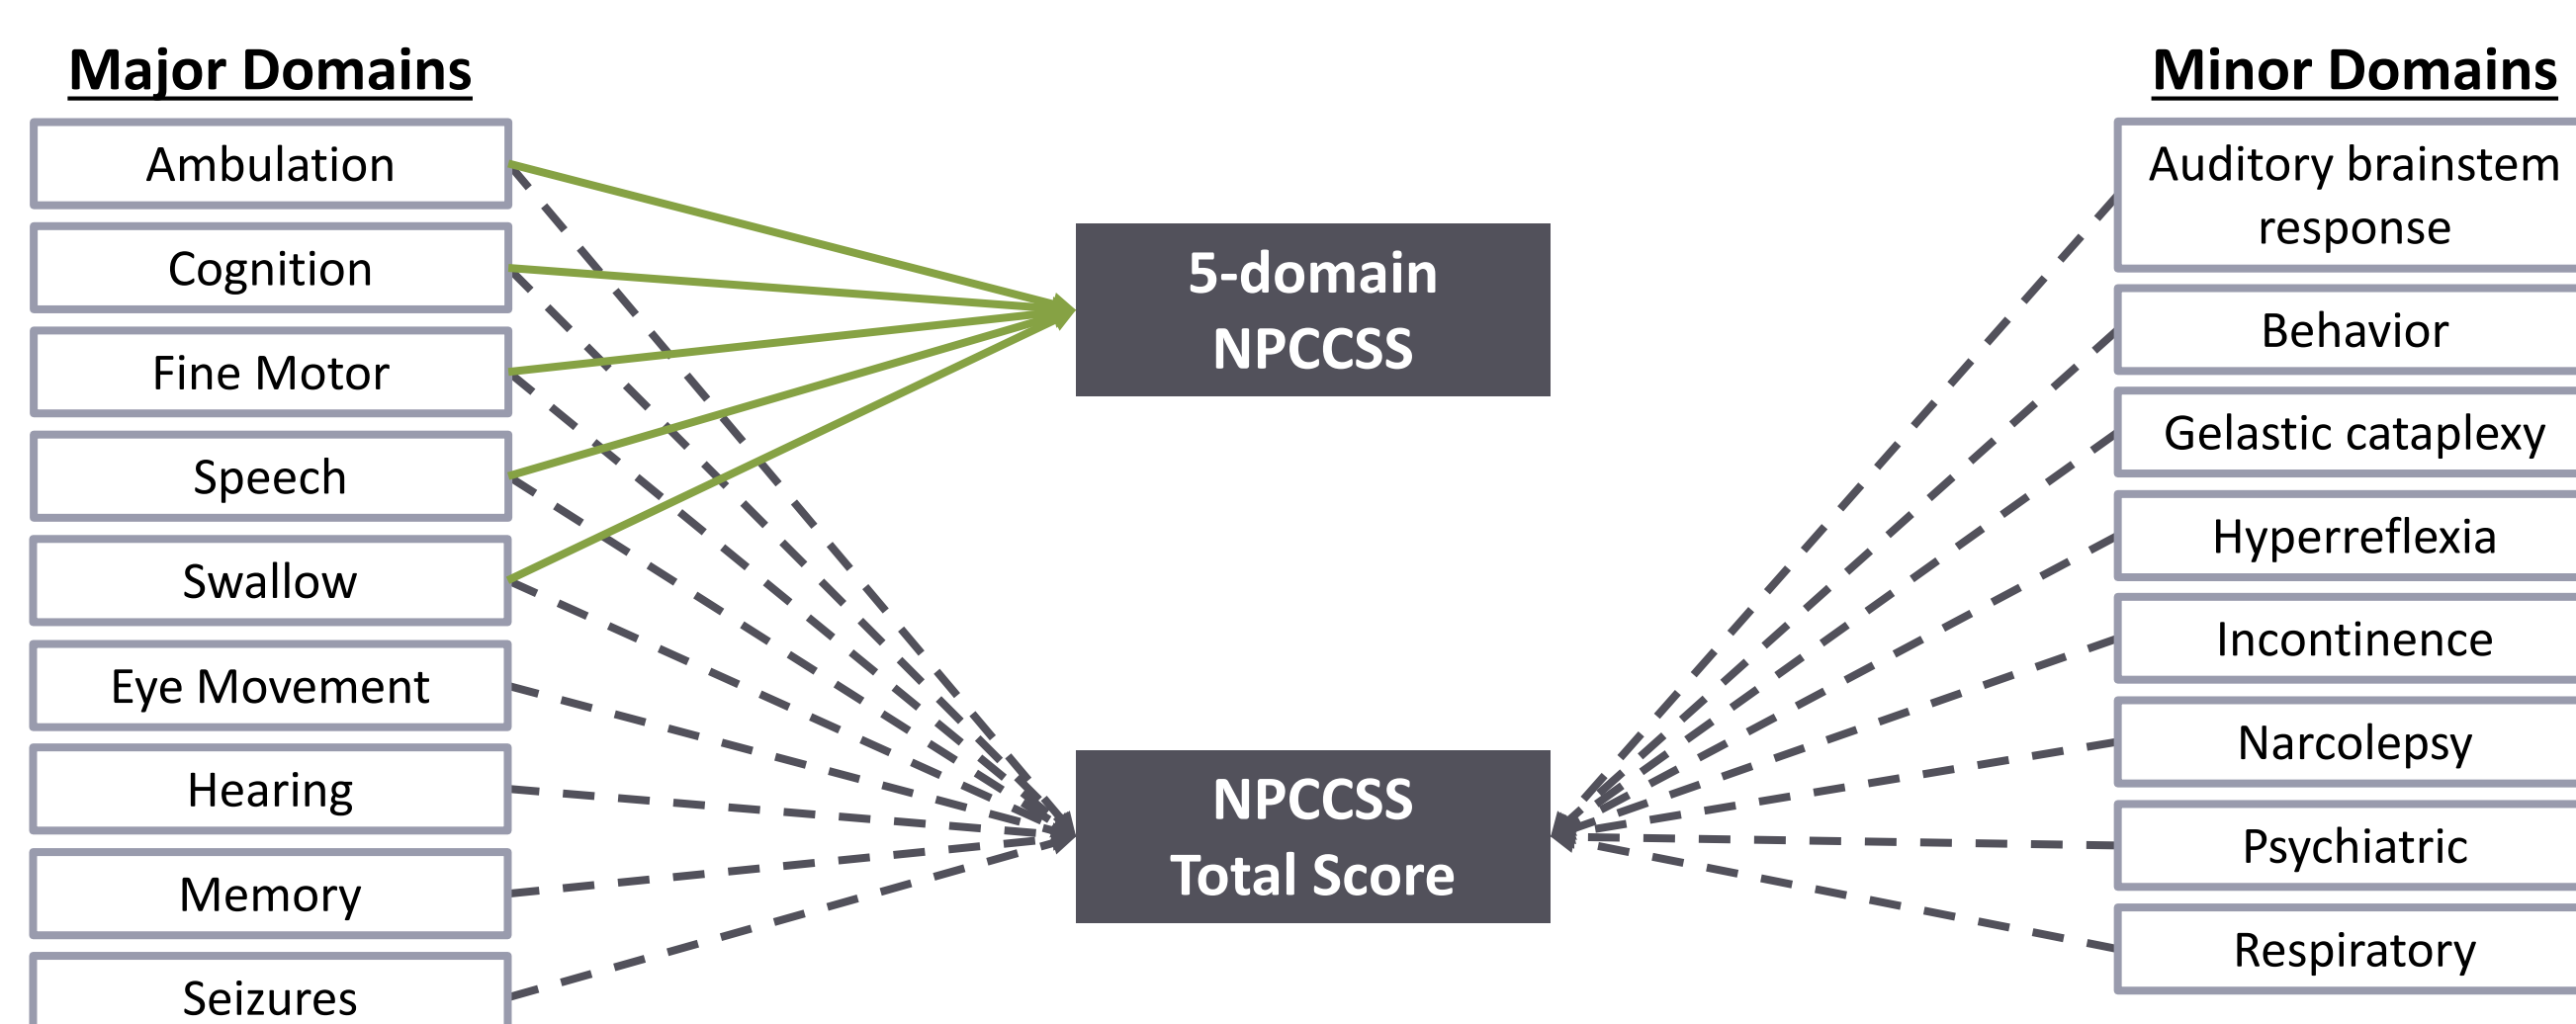 Major Domains
Ambulation
Cognition
Fine Motor
Speech
Swallow
Eye Movement
Hearing
Memory
Seizures
5-domain
NPCCSS
NPCCSS
Total Score
Minor Domains
Auditory brainstem
response
Behavior
Gelastic cataplexy
Hyperreflexia
Incontinence
Narcolepsy
Psychiatric
Respiratory